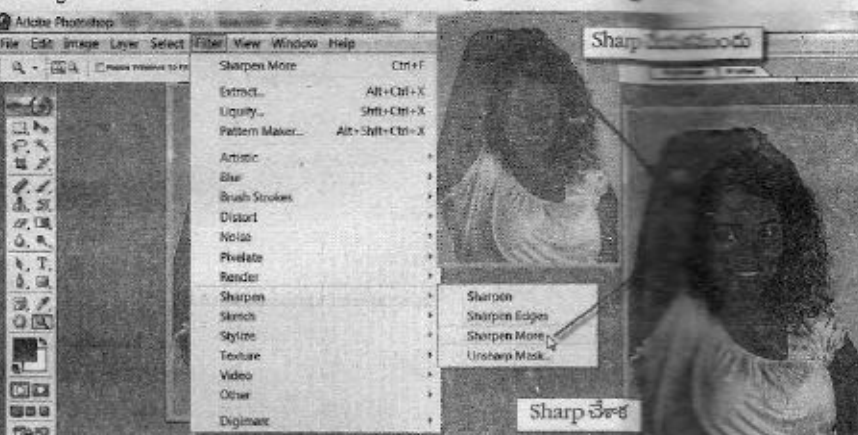 Adobe Photoshop
File Edit Image Layer Select Filter View Window Help
Sharpen More Ctrl+F
Extract... Alt+Ctrl+X
Liquify... Shft+Ctrl+X
Pattern Maker... Alt+Shft+Ctrl+X
Artistic
Blur
Brush Strokes
Distort
Noise
Pixelate
Render
Sharpen
Sketch
Stylize
Texture
Video
Other
Digimarc
Sharpen
Sharpen Edges
Sharpen More
Unsharp Mask...
Sharp
Sharp చేశాక